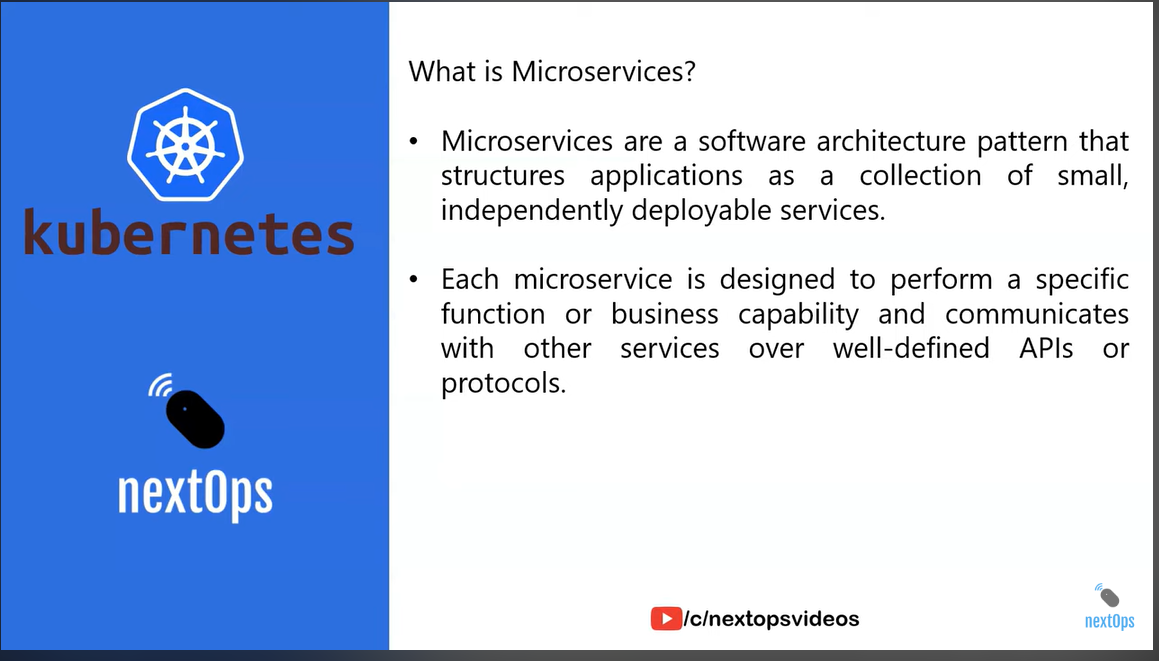 kubernetes
nextOps
What is Microservices?
• Microservices are a software architecture pattern that
structures applications as a collection of small,
independently deployable services.
• Each microservice is designed to perform a specific
function or business capability and communicates
with other services over well-defined APIs or
protocols.
/c/nextopsvideos
nextOps